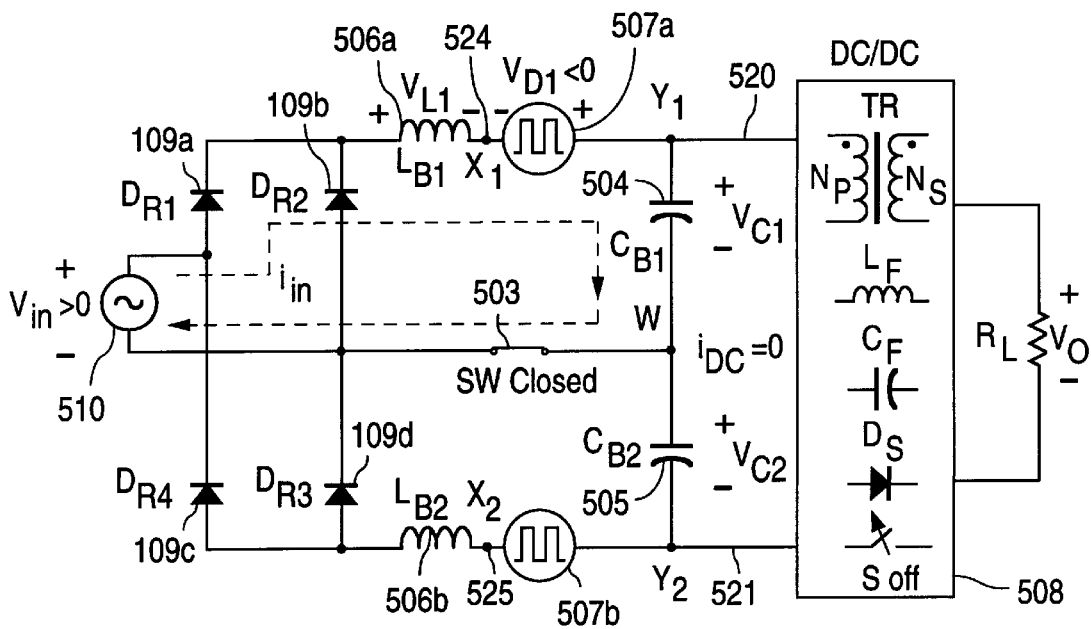 506a
524
507a
DC/DC
520
V_L1
V_D1 <0
Y_1
TR
109b
109a
+
–
–
+
L_B1
X_1
504
+
V_C1
–
N_P
N_S
D_R1
D_R2
C_B1
L_F
+
V_in >0
–
i_in
503
W
i_DC =0
R_L
+
V_O
–
SW Closed
C_F
510
109d
C_B2
+
V_C2
–
D_S
D_R4
D_R3
L_B2
X_2
505
109c
506b
525
507b
Y_2
521
S off
508